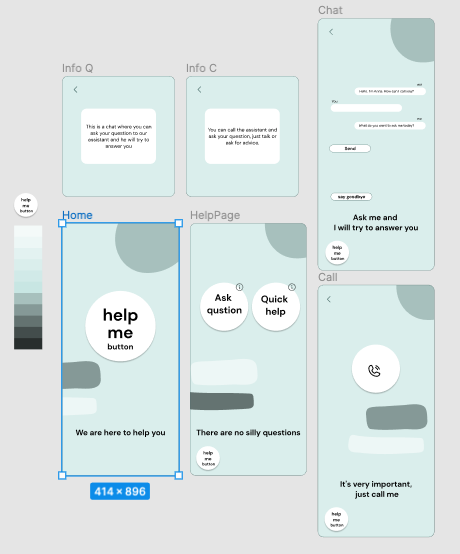 Chat
Info Q
Info C
This is a chat where you can
ask your question to our
assistant and he will try to
answer you
You can call the assistant and
ask your question, just talk or
ask for advice.
Hello, I'm Anna. How can I call you?
You
What do you want to ask me today?
Send
say goodbye
Ask me and
I will try to answer you
help
me
button
help
me
button
Home
help
me
button
We are here to help you
414 × 896
HelpPage
Ask
qustion
Quick
help
There are no silly questions
help
me
button
Call
It's very important,
just call me
help
me
button